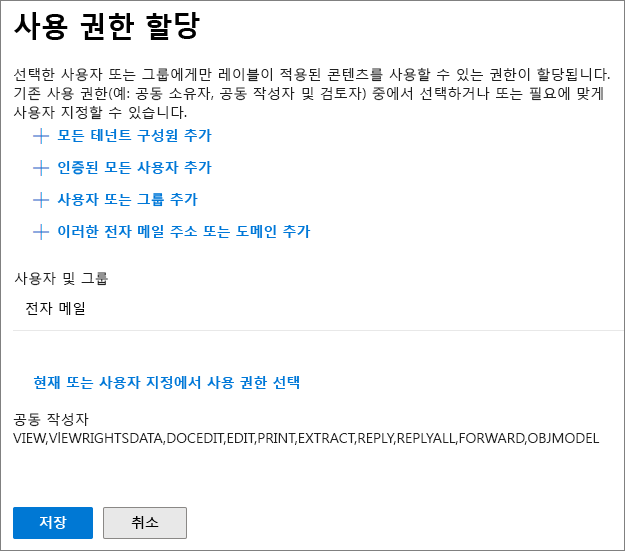 사용 권한 할당
선택한 사용자 또는 그룹에게만 레이블이 적용된 콘텐츠를 사용할 수 있는 권한이 할당됩니다.
기존 사용 권한(예: 공동 소유자, 공동 작성자 및 검토자) 중에서 선택하거나 또는 필요에 맞게
사용자 지정할 수 있습니다.
모든 테넌트 구성원 추가
인증된 모든 사용자 추가
사용자 또는 그룹 추가
이러한 전자 메일 주소 또는 도메인 추가
사용자 및 그룹
전자 메일
현재 또는 사용자 지정에서 사용 권한 선택
공동 작성자
VIEW,VIEWRIGHTSDATA,DOCEDIT,EDIT,PRINT,EXTRACT,REPLY,REPLYALL,FORWARD,OBJMODEL
저장 취소